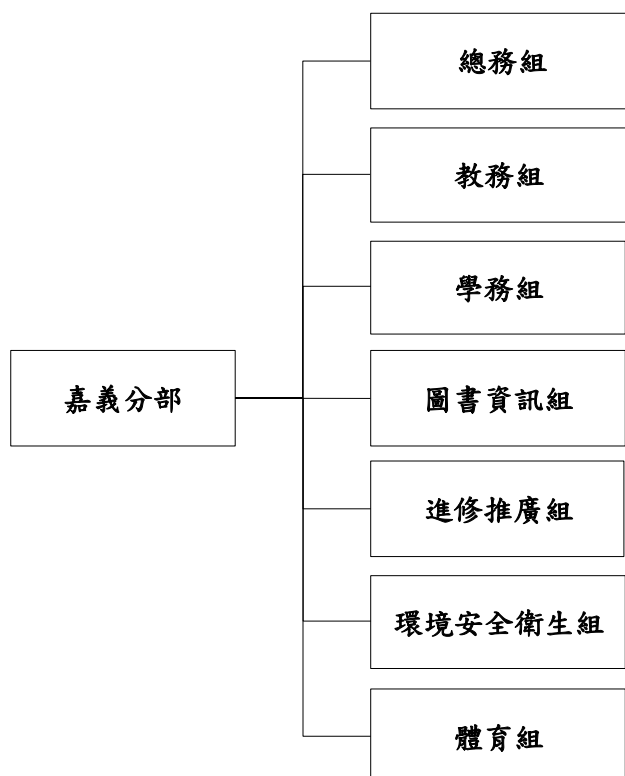 總務組
教務組
學務組
嘉義分部
圖書資訊組
進修推廣組
環境安全衛生組
體育組